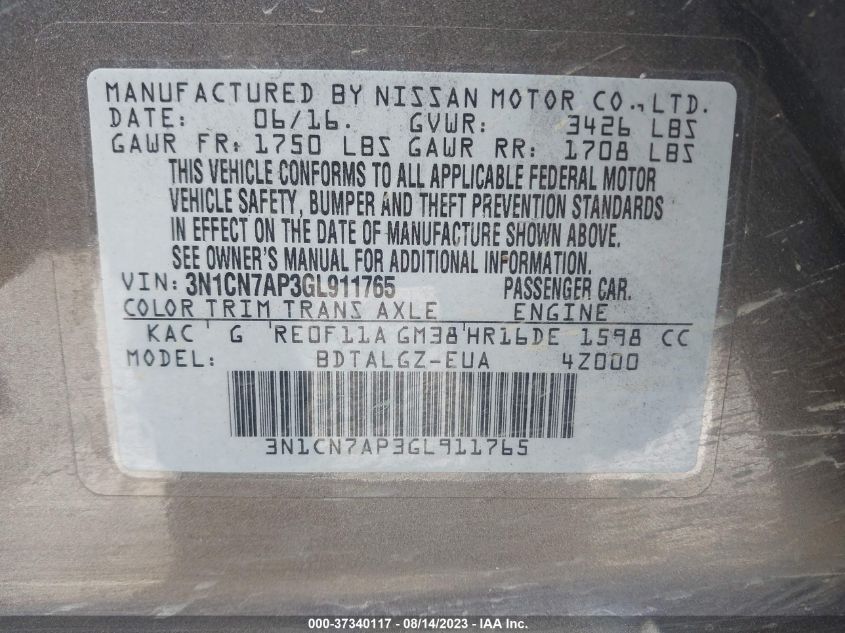 MANUFACTURED BY NISSAN MOTOR CO., LTD.
DATE: 06/16. GVWR: 3426 LBS
GAWR FR: 1750 LBS GAWR RR: 1708 LBS
THIS VEHICLE CONFORMS TO ALL APPLICABLE FEDERAL MOTOR
VEHICLE SAFETY, BUMPER AND THEFT PREVENTION STANDARDS
IN EFFECT ON THE DATE OF MANUFACTURE SHOWN ABOVE.
SEE OWNER'S MANUAL FOR ADDITIONAL INFORMATION.
VIN: 3N1CN7AP3GL911765 PASSENGER CAR.
COLOR TRIM TRANS AXLE ENGINE
KAC G RE0F11A GM38 HR16DE 1598 CC
MODEL: BDTALGZ-EUA 4Z000
3N1CN7AP3GL911765
000-37340117 - 08/14/2023 - IAA Inc.